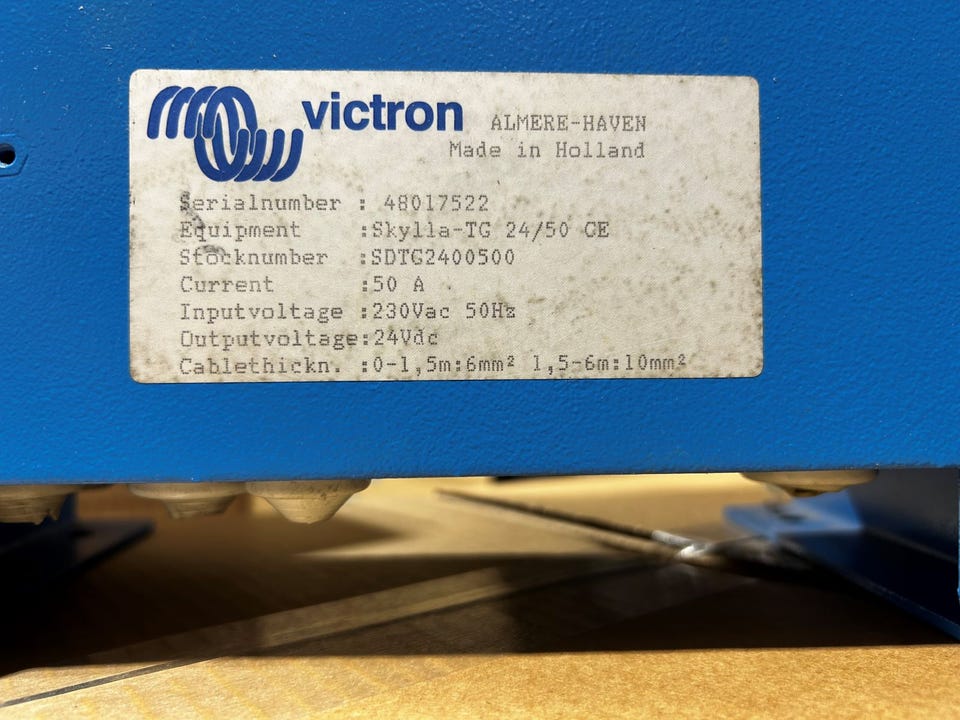 victron ALMERE-HAVEN
Made in Holland
Serialnumber : 48017522
Equipment :Skylla-TG 24/50 CE
Stocknumber :SDTG2400500
Current :50 A
Inputvoltage :230Vac 50Hz
Outputvoltage:24Vdc
Cablethickn. :0-1,5m:6mm² 1,5-6m:10mm²